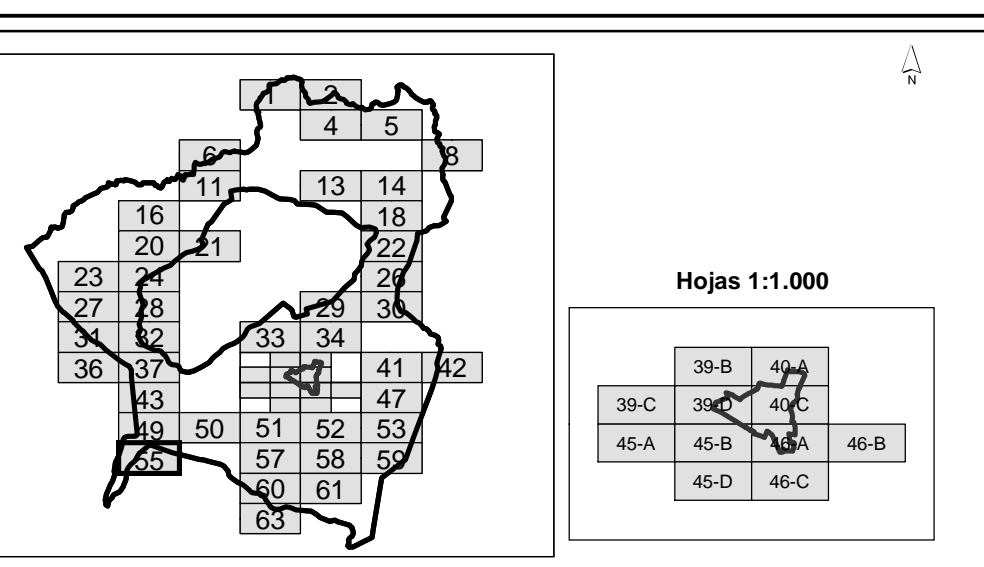 N
1 2
4 5
6 8
11 13 14
16 18
20 21 22
23 24 26
27 28 29 30
31 32 33 34
36 37 41 42
43 47
49 50 51 52 53
55 57 58 59
60 61
63
Hojas 1:1.000
39-B 40-A
39-C 39-D 40-C
45-A 45-B 46-A 46-B
45-D 46-C